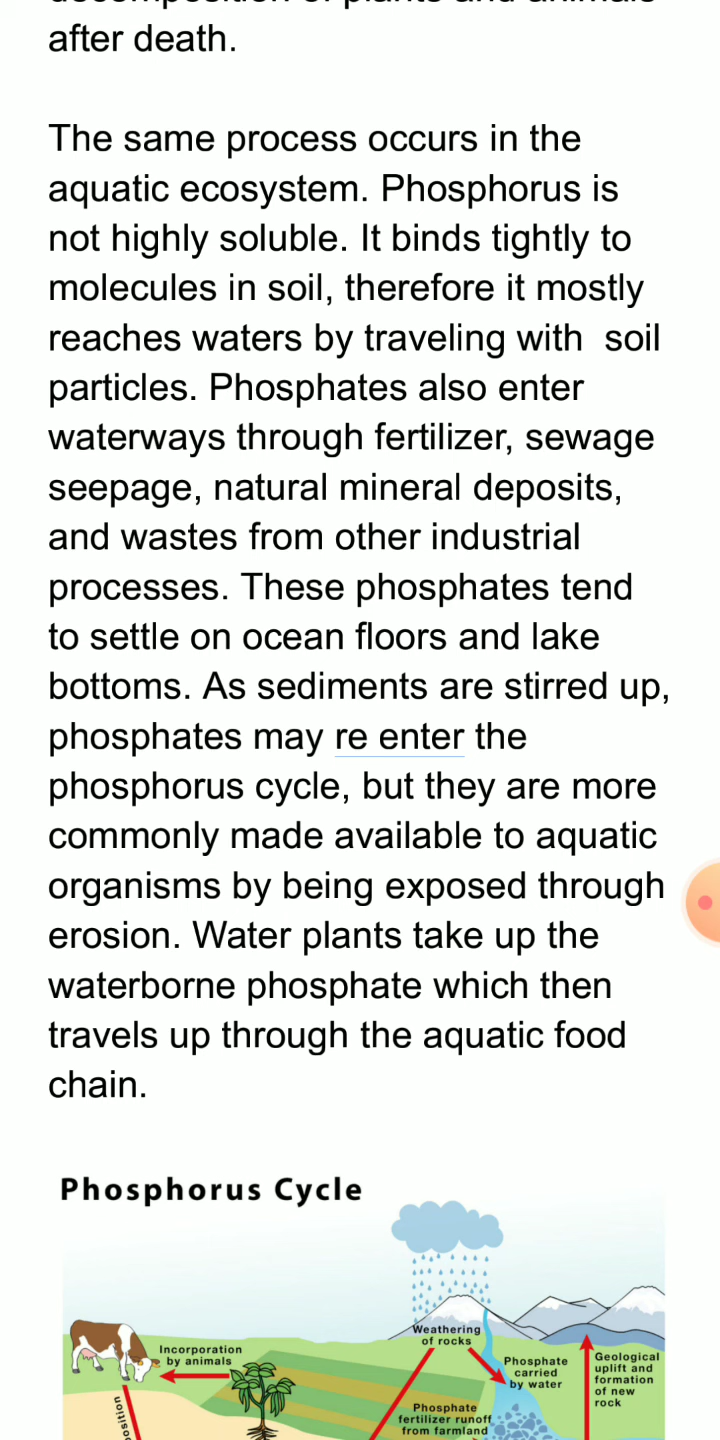 decomposition of plants and animals
after death.
The same process occurs in the
aquatic ecosystem. Phosphorus is
not highly soluble. It binds tightly to
molecules in soil, therefore it mostly
reaches waters by traveling with  soil
particles. Phosphates also enter
waterways through fertilizer, sewage
seepage, natural mineral deposits,
and wastes from other industrial
processes. These phosphates tend
to settle on ocean floors and lake
bottoms. As sediments are stirred up,
phosphates may re enter the
phosphorus cycle, but they are more
commonly made available to aquatic
organisms by being exposed through
erosion. Water plants take up the
waterborne phosphate which then
travels up through the aquatic food
chain.
Phosphorus Cycle
Weathering
of rocks
Incorporation
by animals
Phosphate
carried
by water
Geological
uplift and
formation
of new
rock
Phosphate
fertilizer runoff
from farmland